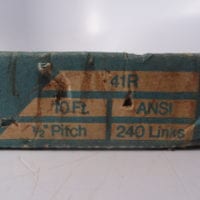 41R
10 Ft. ANSI
½" Pitch 240 Links